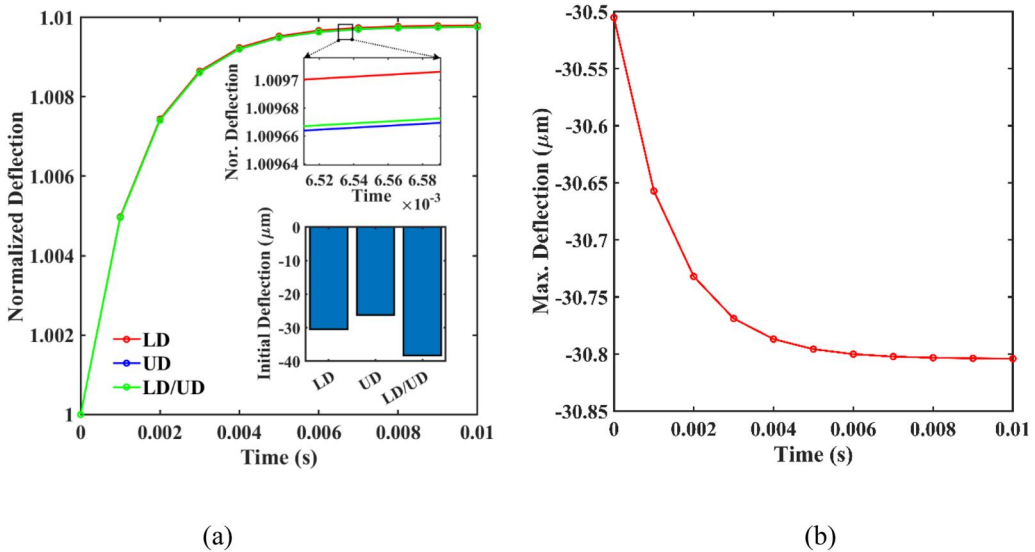 1.01
1.008
1.006
1.004
1.002
1
Normalized Deflection
0
0.002
0.004
0.006
0.008
0.01
Time (s)
LD
UD
LD/UD
1.0097
1.00968
1.00966
1.00964
Nor. Deflection
6.52 6.54 6.56 6.58
Time
×10⁻³
0
-10
-20
-30
-40
Initial Deflection (μm)
LD
UD
LD/UD
(a)
-30.5
-30.55
-30.6
-30.65
-30.7
-30.75
-30.8
-30.85
Max. Deflection (μm)
0
0.002
0.004
0.006
0.008
0.01
Time (s)
(b)